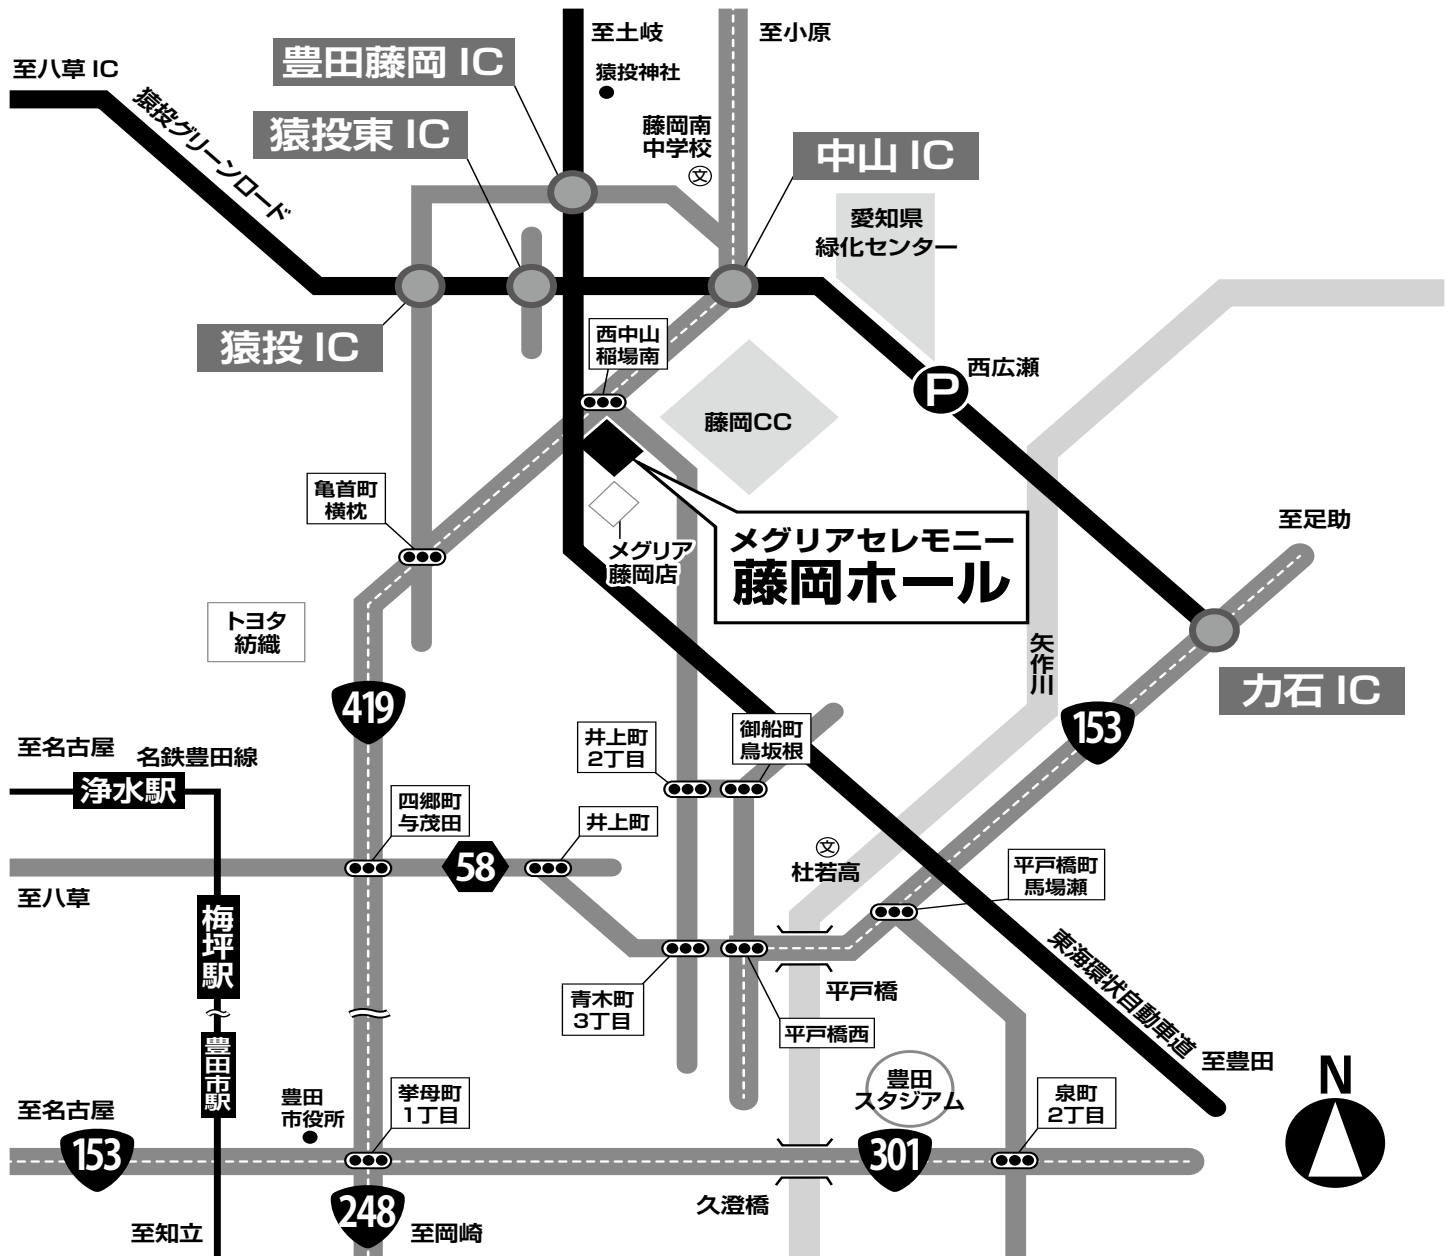 至土岐
至小原
豊田藤岡 IC
至八草 IC
猿投神社
猿投グリーンロード
猿投東 IC
藤岡南
中学校
文
中山 IC
愛知県
緑化センター
猿投 IC
西中山
稲場南
P
西広瀬
藤岡CC
亀首町
横枕
至足助
メグリア
藤岡店
メグリアセレモニー
藤岡ホール
トヨタ
紡織
矢作川
力石 IC
419
153
至名古屋
名鉄豊田線
浄水駅
井上町
2丁目
御船町
鳥坂根
四郷町
与茂田
井上町
58
文
杜若高
平戸橋町
馬場瀬
至八草
梅坪駅
東海環状自動車道
青木町
3丁目
平戸橋
平戸橋西
豊田市駅
至豊田
N
豊田
スタジアム
豊田
市役所
挙母町
1丁目
泉町
2丁目
至名古屋
153
301
久澄橋
248
至知立
至岡崎